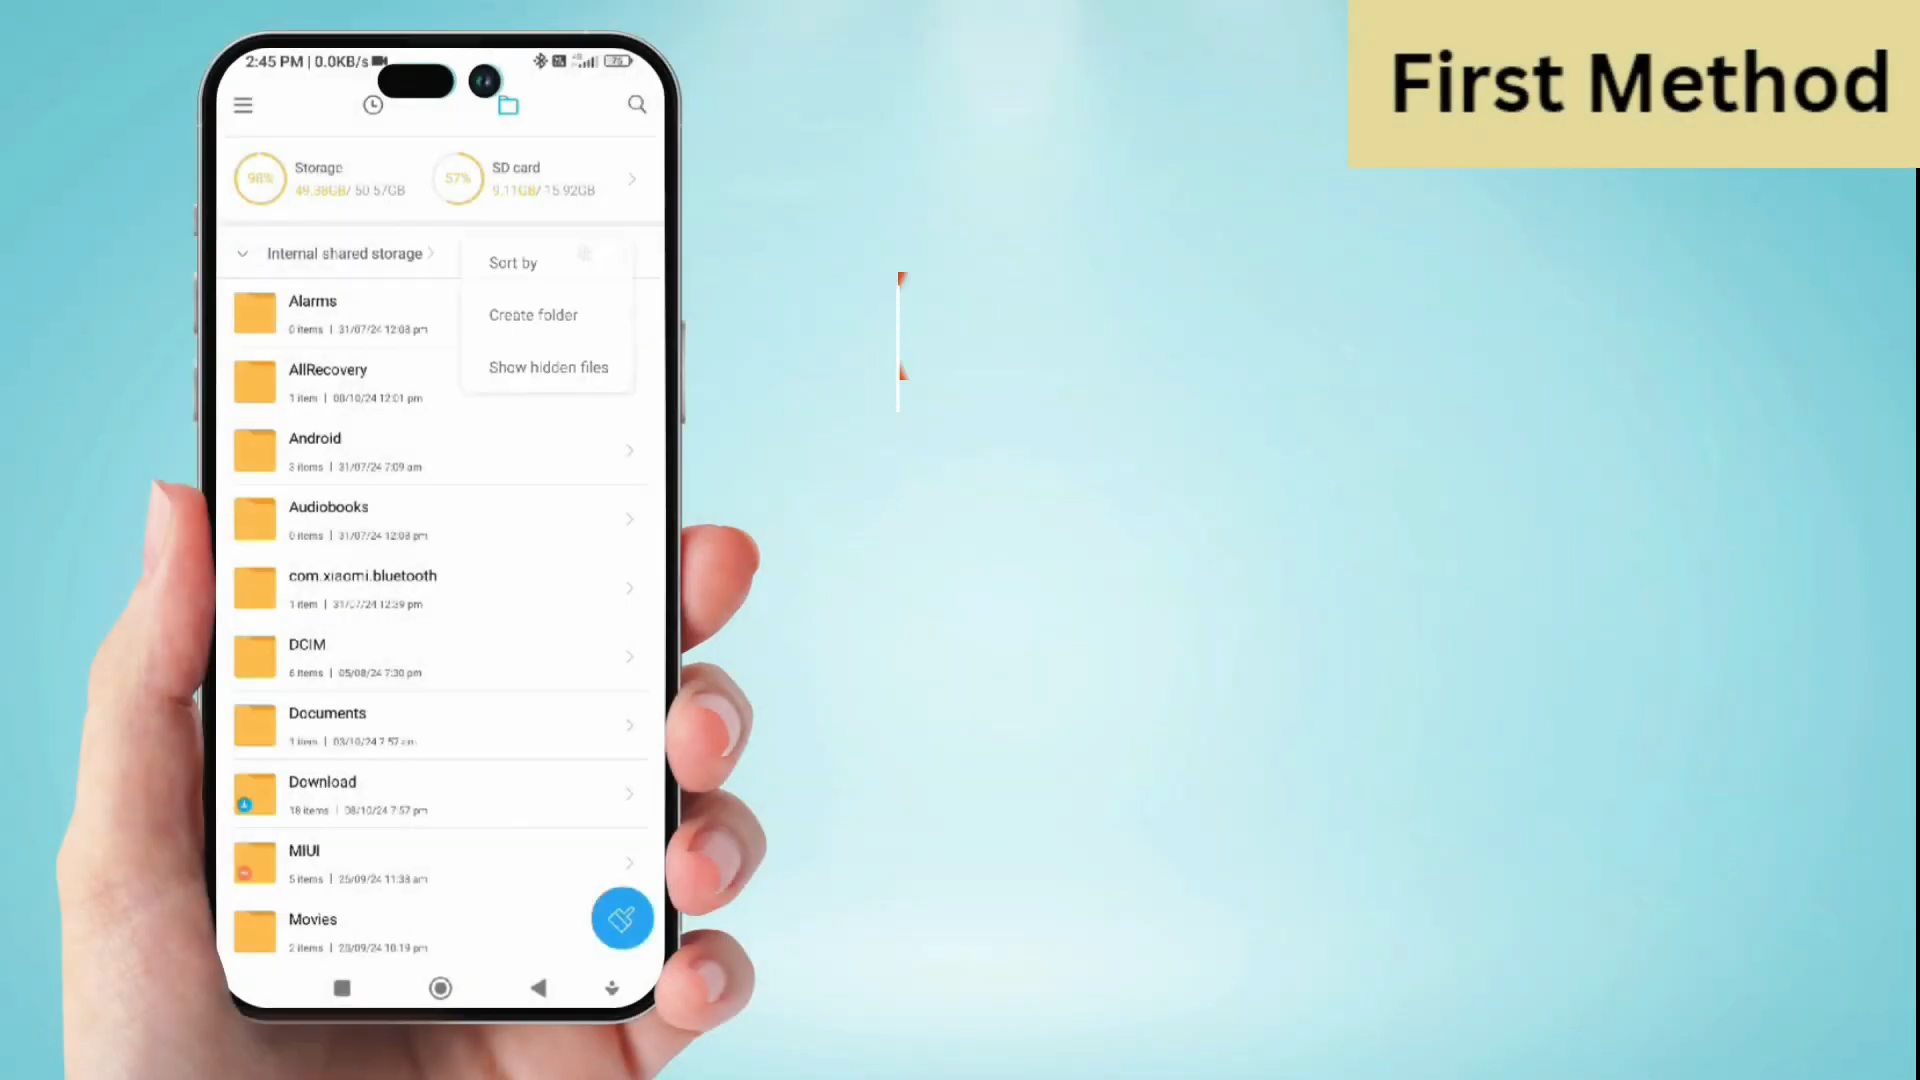 First Method
2:45 PM | 0.0KB/s
98%
Storage
49.38GB/ 50.57GB
57%
SD card
9.11GB/ 15.92GB
Internal shared storage
Sort by
Create folder
Show hidden files
Alarms
0 items | 31/07/24 12:08 pm
AllRecovery
1 item | 08/10/24 12:01 pm
Android
3 items | 31/07/24 7:09 am
Audiobooks
0 items | 31/07/24 12:08 pm
com.xiaomi.bluetooth
1 item | 31/07/24 12:39 pm
DCIM
6 items | 05/08/24 7:30 pm
Documents
1 item | 03/10/24 7:57 am
Download
18 items | 08/10/24 7:57 pm
MIUI
5 items | 25/09/24 11:38 am
Movies
2 items | 28/09/24 10:19 pm